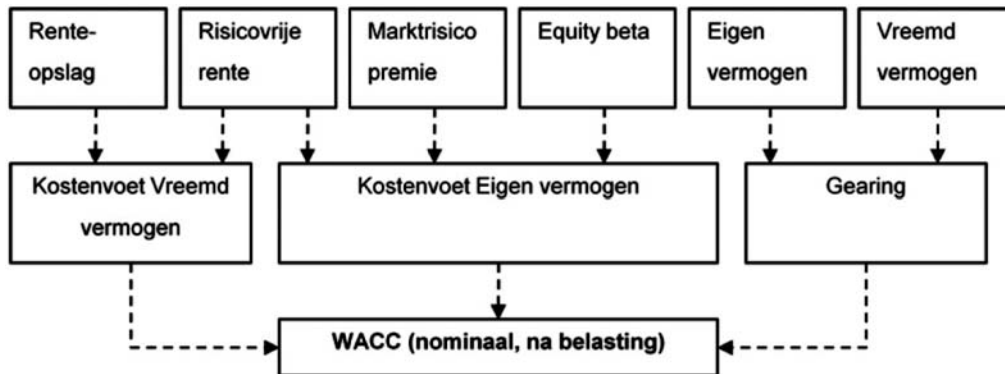 Rente-
opslag
Risicovrije
rente
Marktrisico
premie
Equity beta
Eigen
vermogen
Vreemd
vermogen
Kostenvoet Vreemd
vermogen
Kostenvoet Eigen vermogen
Gearing
WACC (nominaal, na belasting)